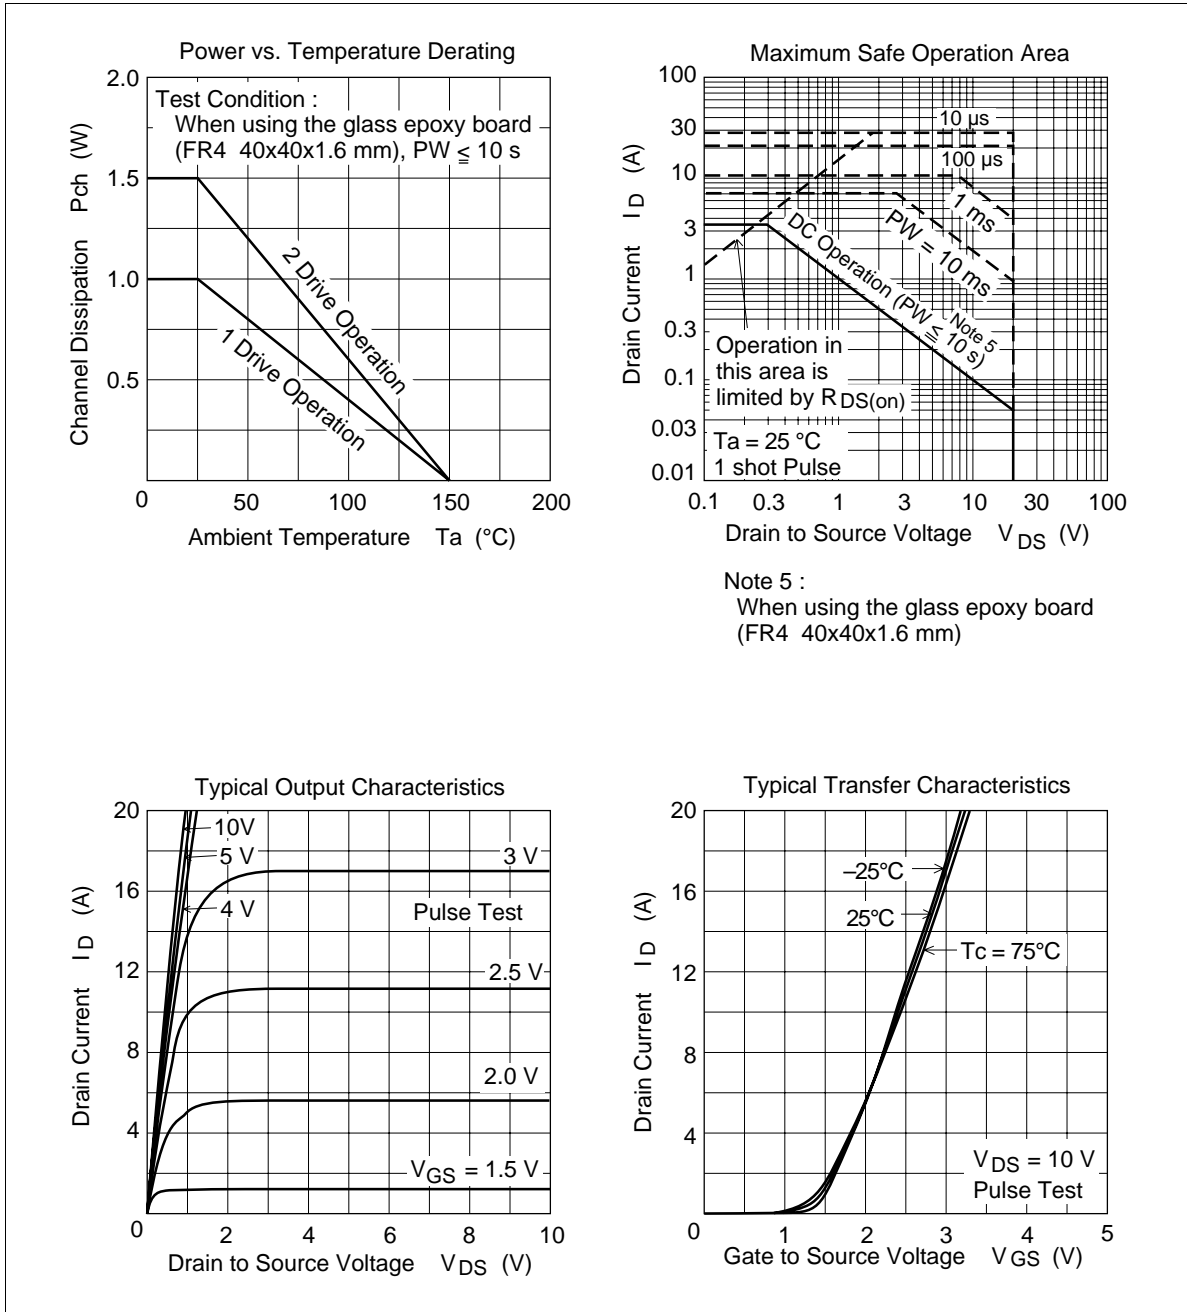 Power vs. Temperature Derating
2.0
1.5
1.0
0.5
Channel Dissipation Pch (W)
Test Condition :
When using the glass epoxy board
(FR4 40x40x1.6 mm), PW ≦ 10 s
2 Drive Operation
1 Drive Operation
0 50 100 150 200
Ambient Temperature Ta (°C)
Maximum Safe Operation Area
100
30
10
3
1
0.3
0.1
0.03
0.01
Drain Current I D (A)
10 µs
100 µs
1 ms
PW = 10 ms
DC Operation (PW ≦ 10 s)
Note 5
Operation in
this area is
limited by R DS(on)
Ta = 25 °C
1 shot Pulse
0.1 0.3 1 3 10 30 100
Drain to Source Voltage V DS (V)
Note 5 :
When using the glass epoxy board
(FR4 40x40x1.6 mm)
Typical Output Characteristics
20
16
12
8
4
Drain Current I D (A)
10V
5 V
4 V
3 V
Pulse Test
2.5 V
2.0 V
V GS = 1.5 V
0 2 4 6 8 10
Drain to Source Voltage V DS (V)
Typical Transfer Characteristics
20
16
12
8
4
Drain Current I D (A)
–25°C
25°C
Tc = 75°C
V DS = 10 V
Pulse Test
0 1 2 3 4 5
Gate to Source Voltage V GS (V)